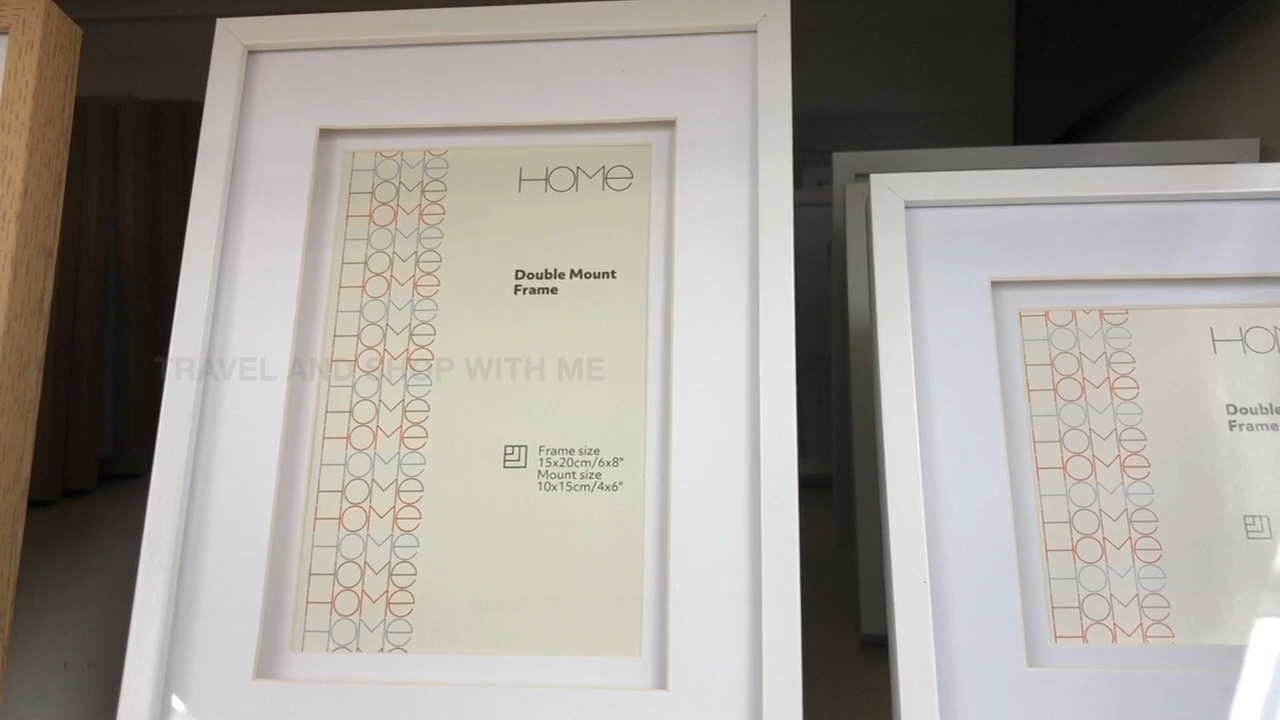 HOMe
Double Mount
Frame
Frame size
15x20cm/6x8"
Mount size
10x15cm/4x6"
TRAVEL AND SHOP WITH ME
Double
Frame